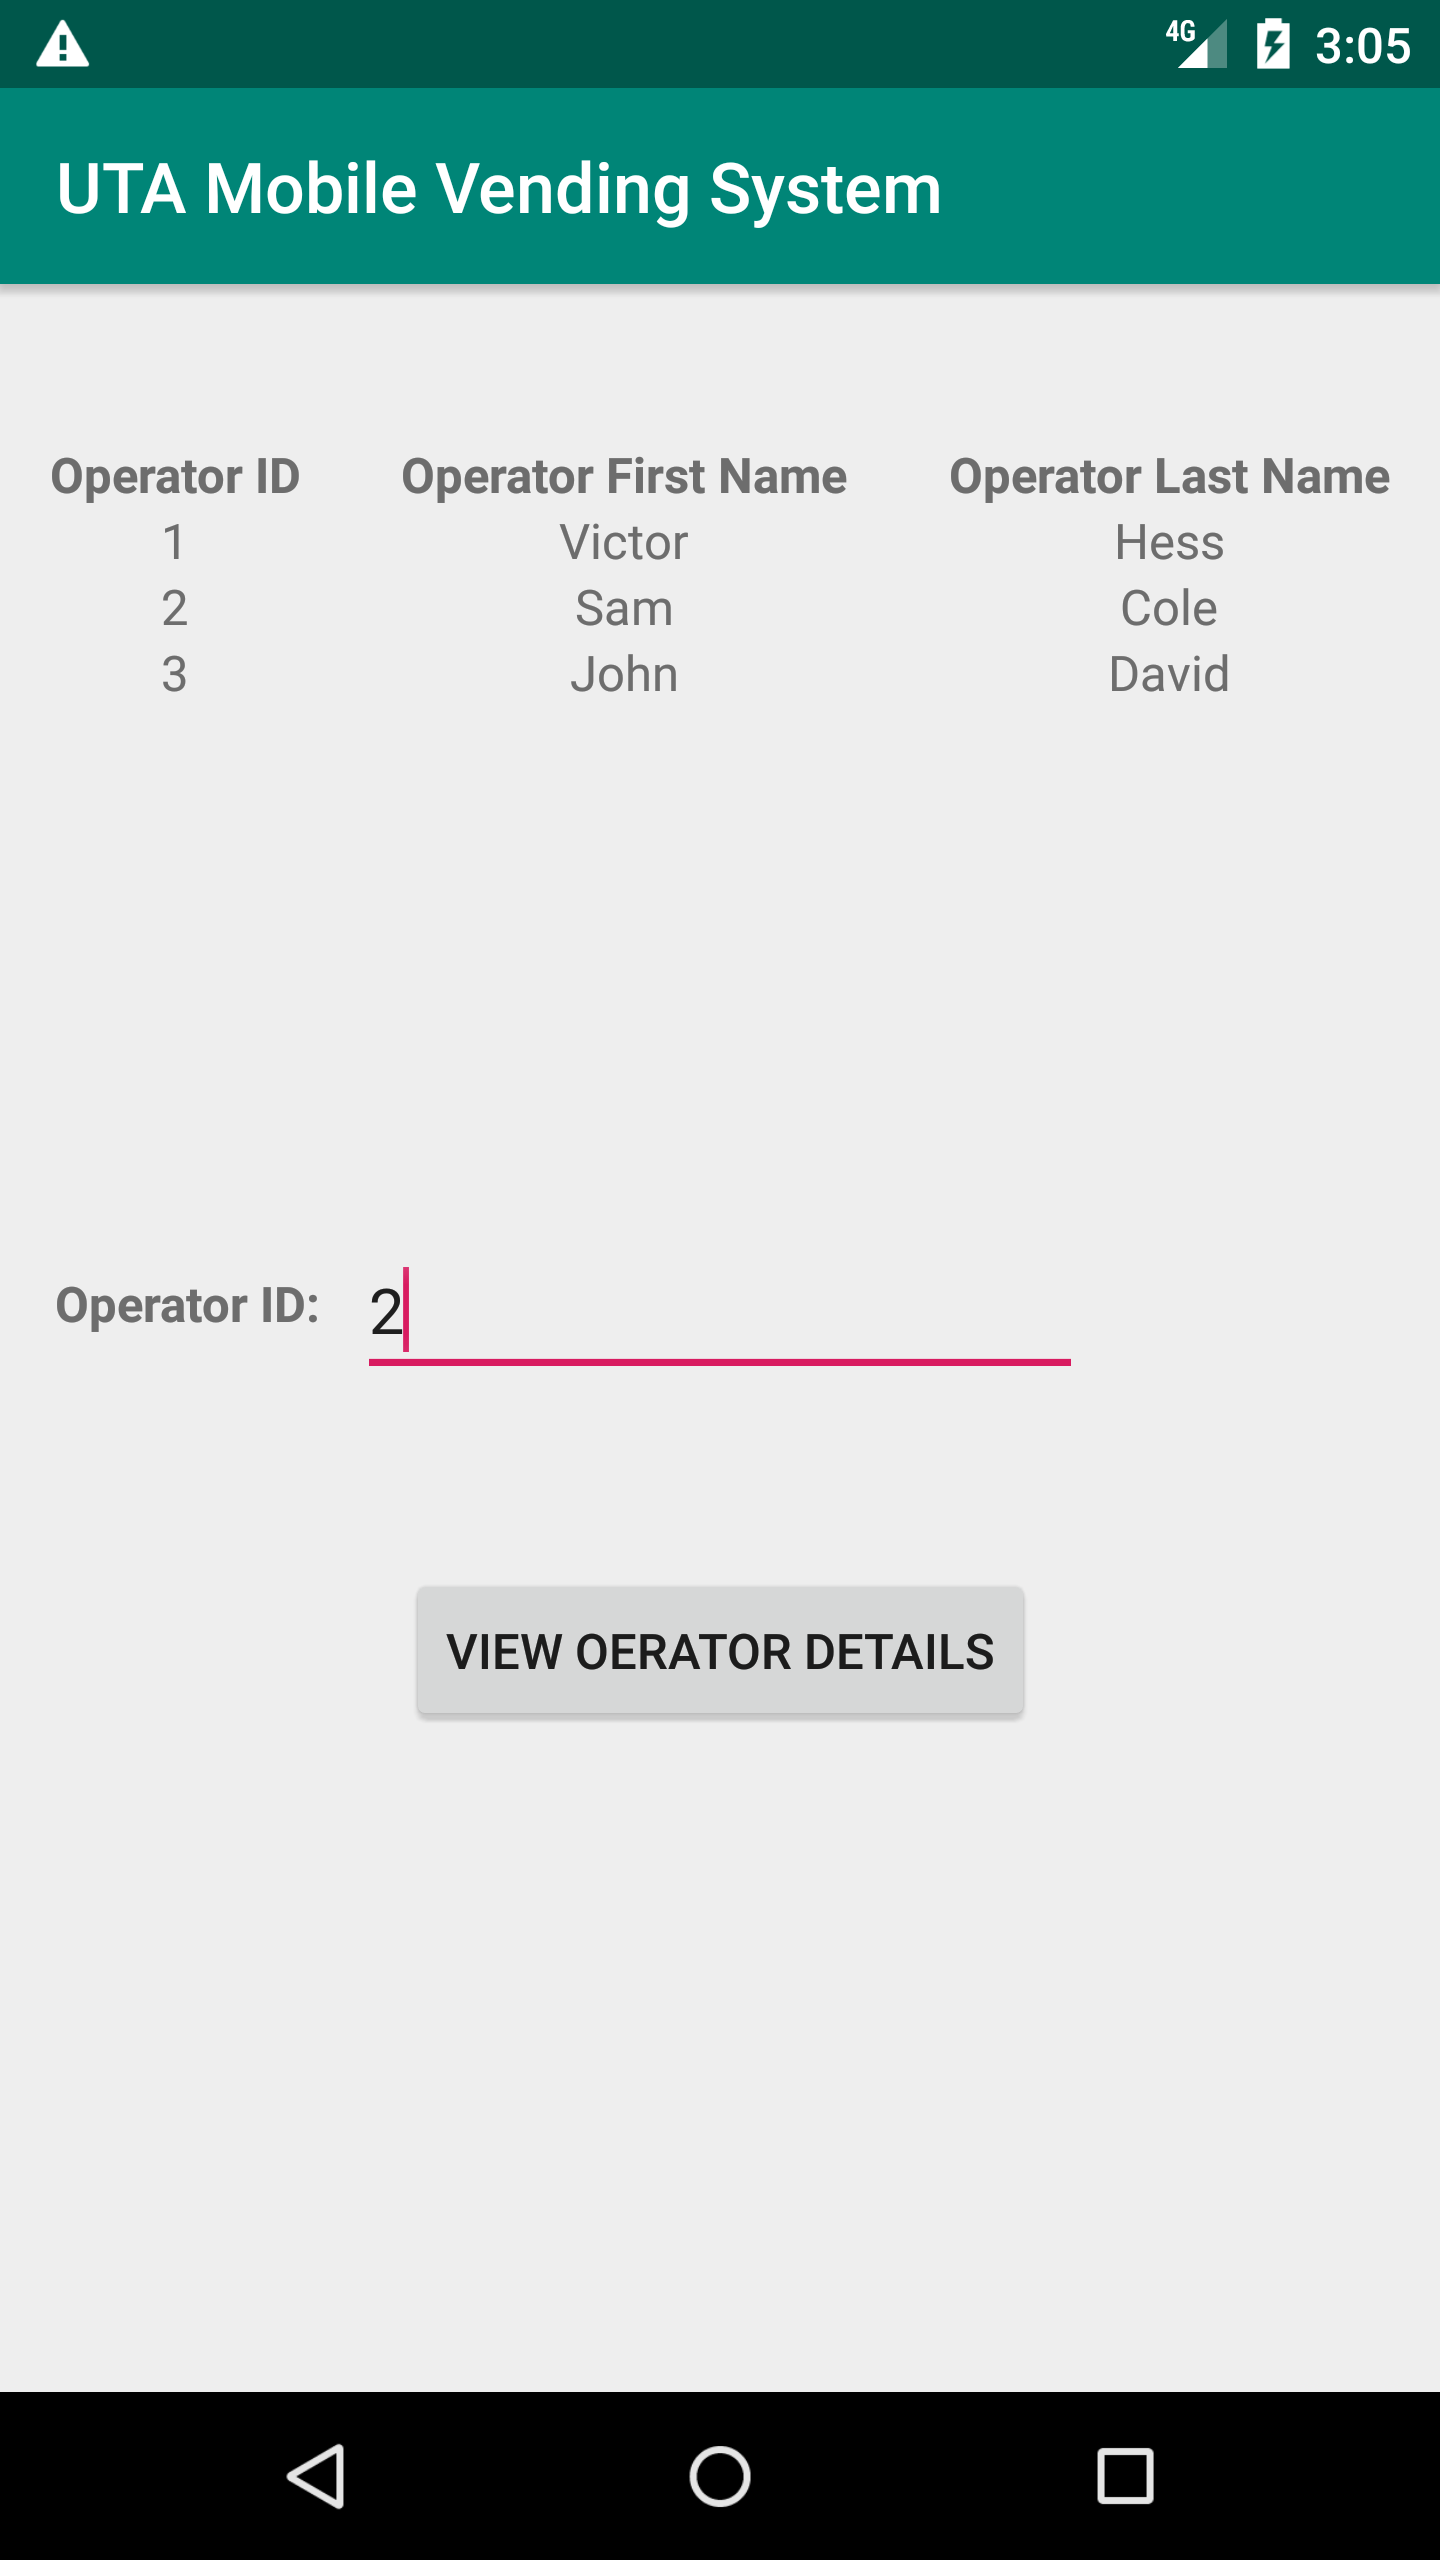 4G 3:05
UTA Mobile Vending System
Operator ID Operator First Name Operator Last Name
1 Victor Hess
2 Sam Cole
3 John David
Operator ID: 2
VIEW OERATOR DETAILS